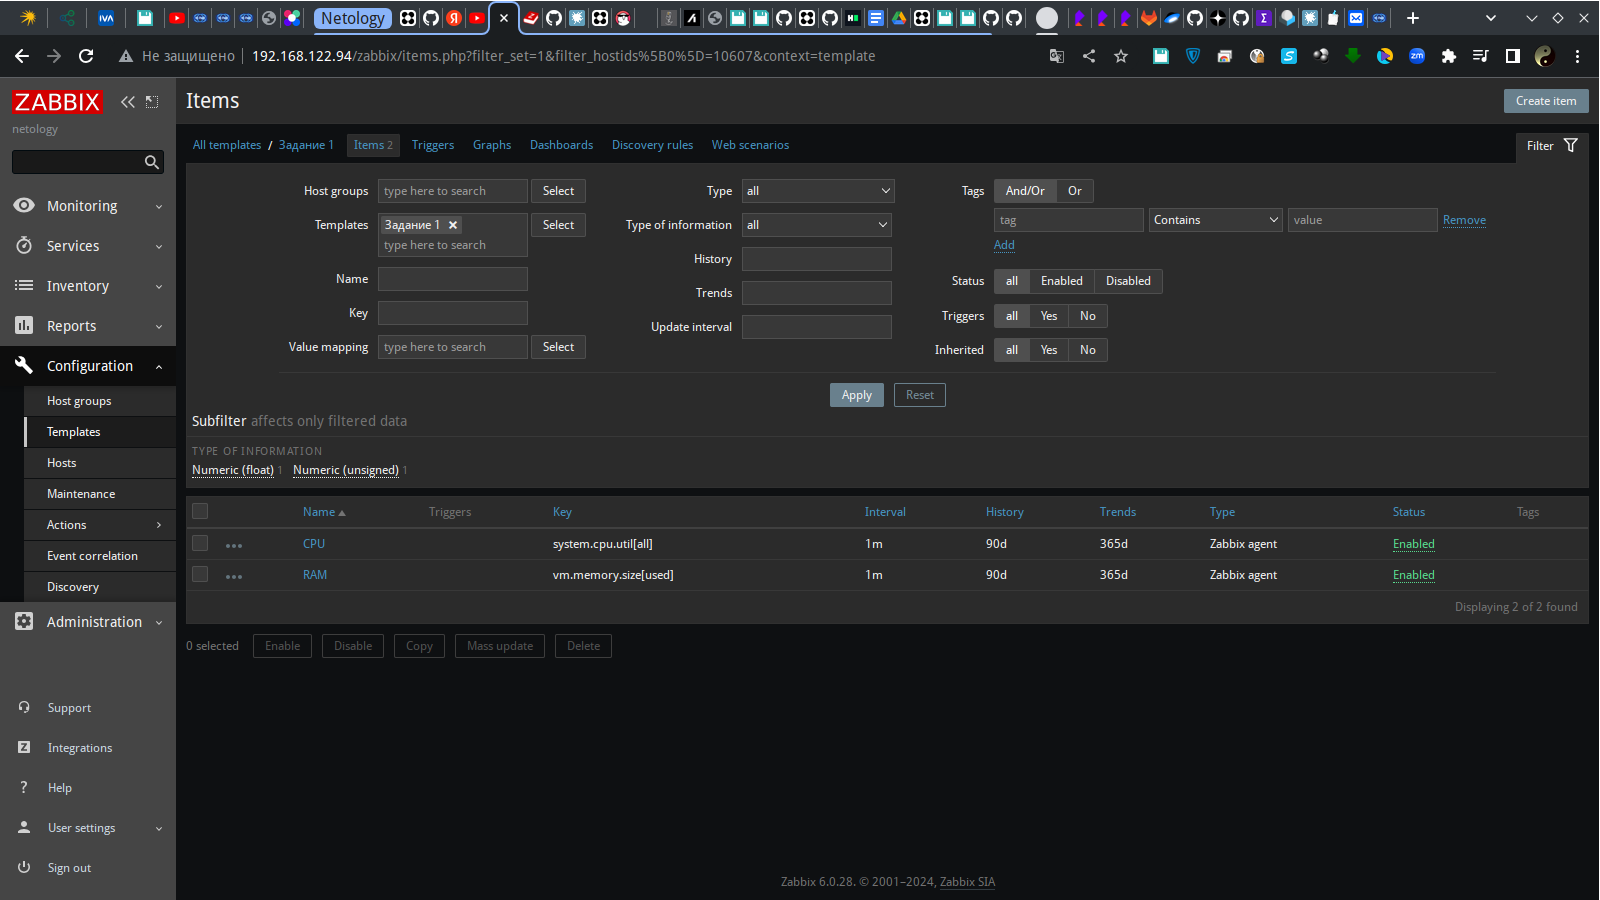 Netology
Не защищено 192.168.122.94/zabbix/items.php?filter_set=1&filter_hostids%5B0%5D=10607&context=template
ZABBIX
netology
Monitoring
Services
Inventory
Reports
Configuration
Host groups
Templates
Hosts
Maintenance
Actions
Event correlation
Discovery
Administration
Support
Integrations
Help
User settings
Sign out
Items
Create item
All templates / Задание 1 Items 2 Triggers Graphs Dashboards Discovery rules Web scenarios
Filter
Host groups type here to search Select
Templates Задание 1 Select
type here to search
Name
Key
Value mapping type here to search Select
Type all
Type of information all
History
Trends
Update interval
Tags And/Or Or
tag Contains value Remove
Add
Status all Enabled Disabled
Triggers all Yes No
Inherited all Yes No
Apply Reset
Subfilter affects only filtered data
TYPE OF INFORMATION
Numeric (float) 1 Numeric (unsigned) 1
Name Triggers Key Interval History Trends Type Status Tags
CPU system.cpu.util[all] 1m 90d 365d Zabbix agent Enabled
RAM vm.memory.size[used] 1m 90d 365d Zabbix agent Enabled
Displaying 2 of 2 found
0 selected Enable Disable Copy Mass update Delete
Zabbix 6.0.28. © 2001–2024, Zabbix SIA